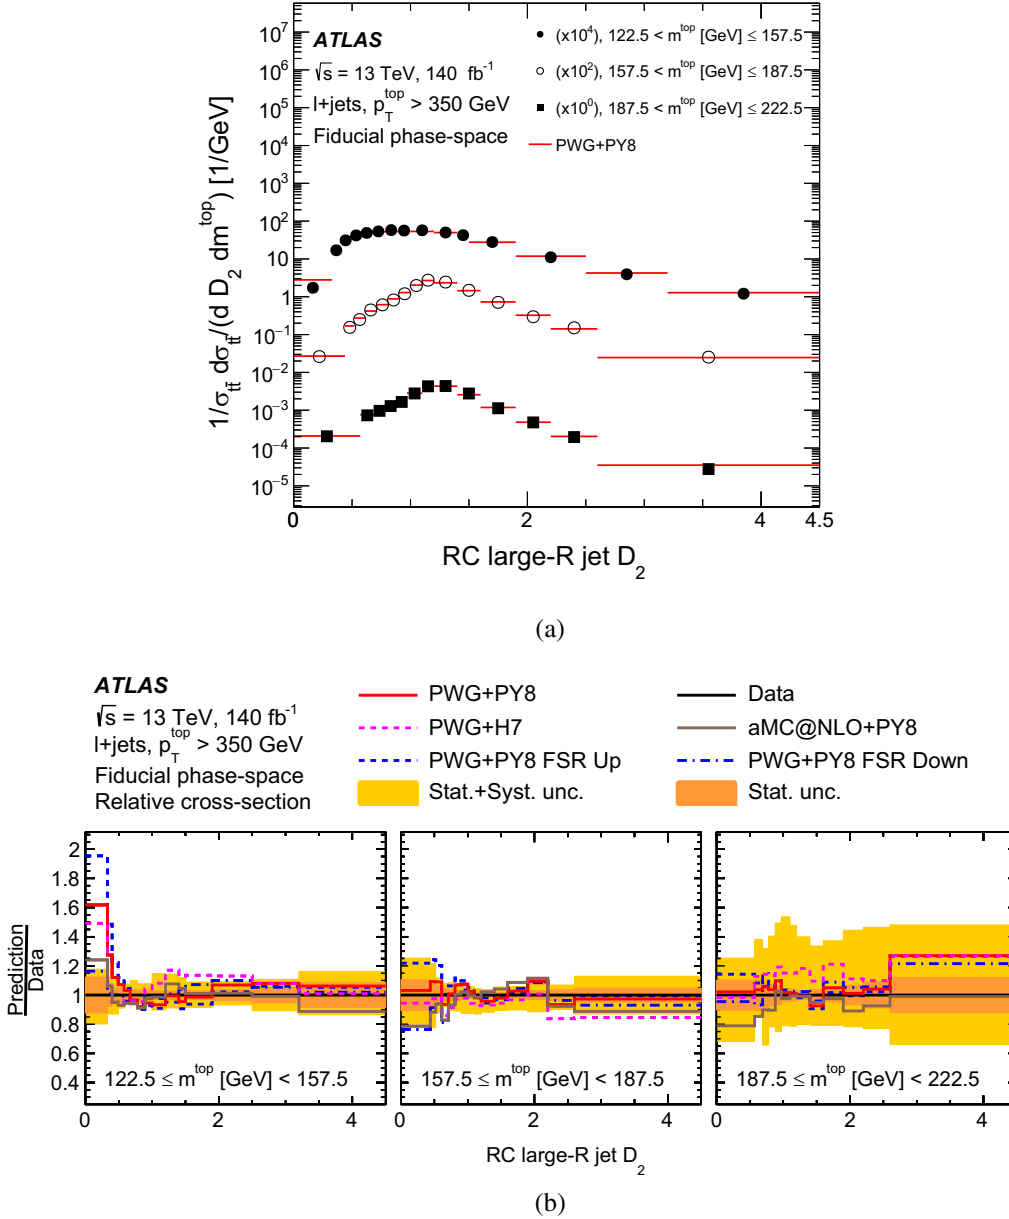 ATLAS
√s = 13 TeV, 140 fb⁻¹
l+jets, p_T^top > 350 GeV
Fiducial phase-space
(x10⁴), 122.5 < m^top [GeV] ≤ 157.5
(x10²), 157.5 < m^top [GeV] ≤ 187.5
(x10⁰), 187.5 < m^top [GeV] ≤ 222.5
PWG+PY8
1/σ_tt̄ dσ_tt̄/(d D₂ dm^top) [1/GeV]
10⁷
10⁶
10⁵
10⁴
10³
10²
10
1
10⁻¹
10⁻²
10⁻³
10⁻⁴
10⁻⁵
0 2 4 4.5
RC large-R jet D₂
(a)
ATLAS
√s = 13 TeV, 140 fb⁻¹
l+jets, p_T^top > 350 GeV
Fiducial phase-space
Relative cross-section
PWG+PY8
PWG+H7
PWG+PY8 FSR Up
Stat.+Syst. unc.
Data
aMC@NLO+PY8
PWG+PY8 FSR Down
Stat. unc.
Prediction
Data
2
1.8
1.6
1.4
1.2
1
0.8
0.6
0.4
122.5 ≤ m^top [GeV] < 157.5
157.5 ≤ m^top [GeV] < 187.5
187.5 ≤ m^top [GeV] < 222.5
0 2 4 0 2 4 0 2 4
RC large-R jet D₂
(b)